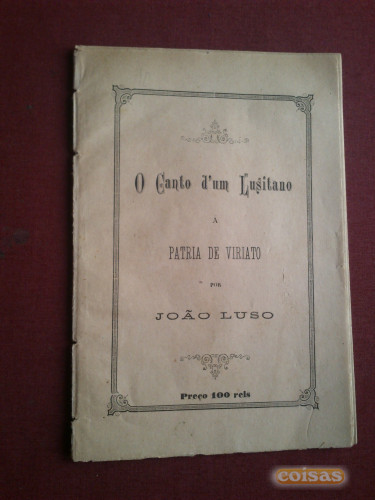 O Canto d'um Lusitano
Á
PATRIA DE VIRIATO
POR
JOÃO LUSO
Preço 100 reis
coisas